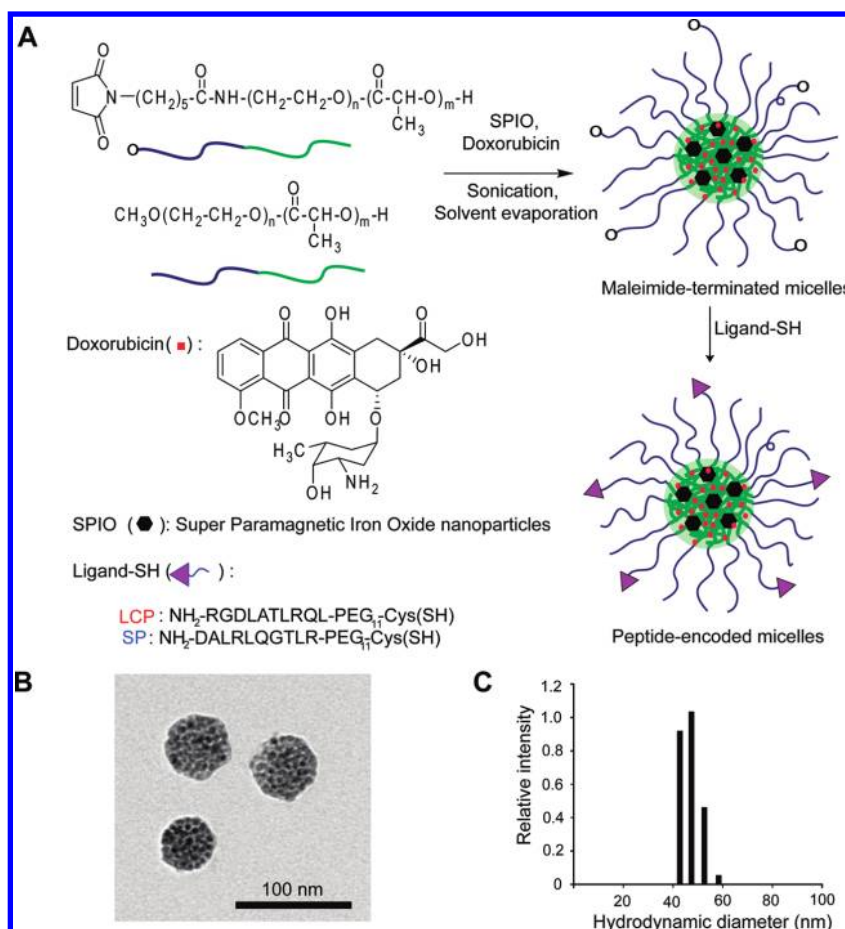 A
O
N-(CH2)5-C-NH-(CH2-CH2-O)n-(C-CH-O)m-H
O
O
O
CH3
O
CH3O(CH2-CH2-O)n-(C-CH-O)m-H
CH3
SPIO,
Doxorubicin
Sonication,
Solvent evaporation
Maleimide-terminated micelles
Ligand-SH
Doxorubicin( ) :
O
OH
O
OH
OH
OCH3
O
OH
O
H3C
OH
NH2
SPIO ( ): Super Paramagnetic Iron Oxide nanoparticles
Ligand-SH ( ) :
LCP : NH2-RGDLATLRQL-PEG11-Cys(SH)
SP : NH2-DALRLQGTLR-PEG11-Cys(SH)
Peptide-encoded micelles
B
100 nm
C
Relative intensity
1.2
1.0
0.8
0.6
0.4
0.2
0
20 40 60 80 100
Hydrodynamic diameter (nm)